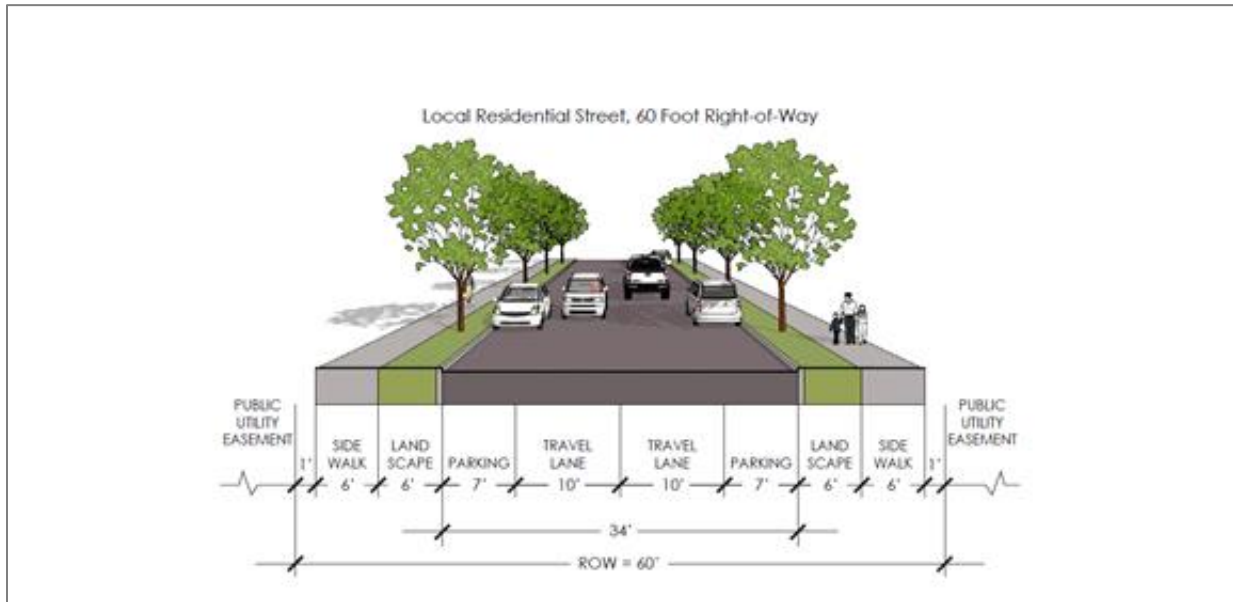 Local Residential Street, 60 Foot Right-of-Way
PUBLIC
UTILITY
EASEMENT
1'
SIDE
WALK
6'
LAND
SCAPE
6'
PARKING
7'
TRAVEL
LANE
10'
TRAVEL
LANE
10'
PARKING
7'
LAND
SCAPE
6'
SIDE
WALK
6'
1'
PUBLIC
UTILITY
EASEMENT
34'
ROW = 60'